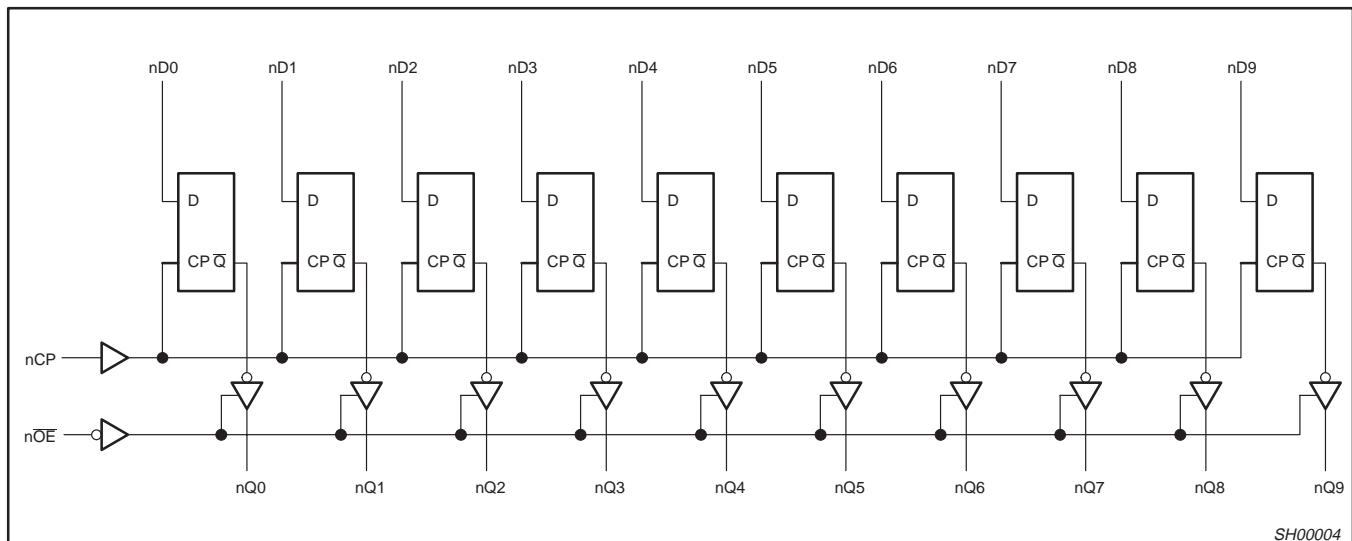 nD0 nD1 nD2 nD3 nD4 nD5 nD6 nD7 nD8 nD9
D D D D D D D D D D
CP Q̅ CP Q̅ CP Q̅ CP Q̅ CP Q̅ CP Q̅ CP Q̅ CP Q̅ CP Q̅ CP Q̅
nCP
nO̅E̅
nQ0 nQ1 nQ2 nQ3 nQ4 nQ5 nQ6 nQ7 nQ8 nQ9
SH00004